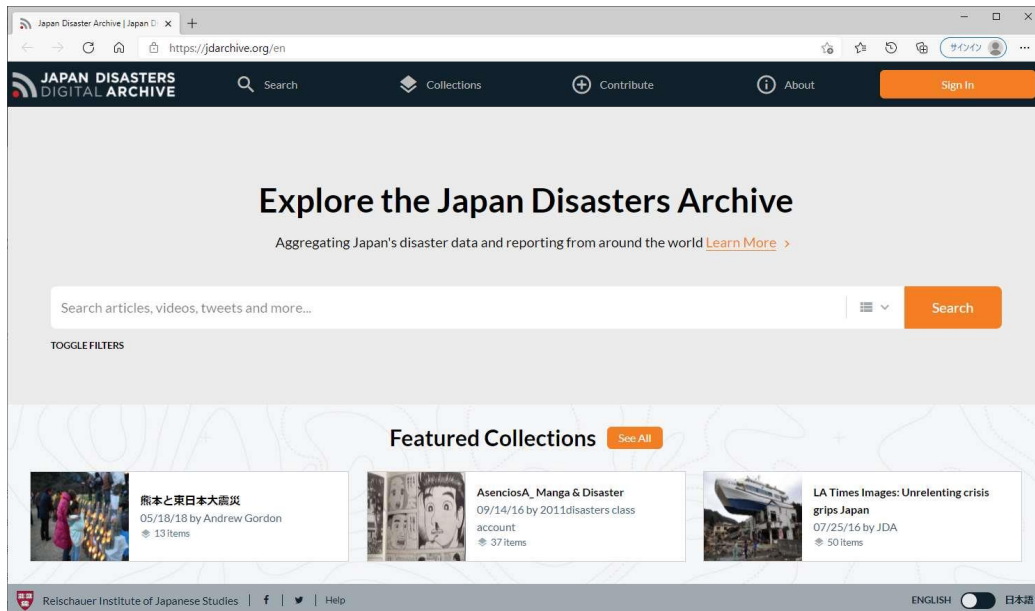 Japan Disaster Archive | Japan D
https://jdarchive.org/en
サインイン
JAPAN DISASTERS
DIGITAL ARCHIVE
Search
Collections
Contribute
About
Sign In
Explore the Japan Disasters Archive
Aggregating Japan's disaster data and reporting from around the world Learn More >
Search articles, videos, tweets and more...
Search
TOGGLE FILTERS
Featured Collections
See All
熊本と東日本大震災
05/18/18 by Andrew Gordon
13 items
AsenciosA_ Manga & Disaster
09/14/16 by 2011disasters class
account
37 items
LA Times Images: Unrelenting crisis
grips Japan
07/25/16 by JDA
50 items
Reischauer Institute of Japanese Studies
Help
ENGLISH
日本語